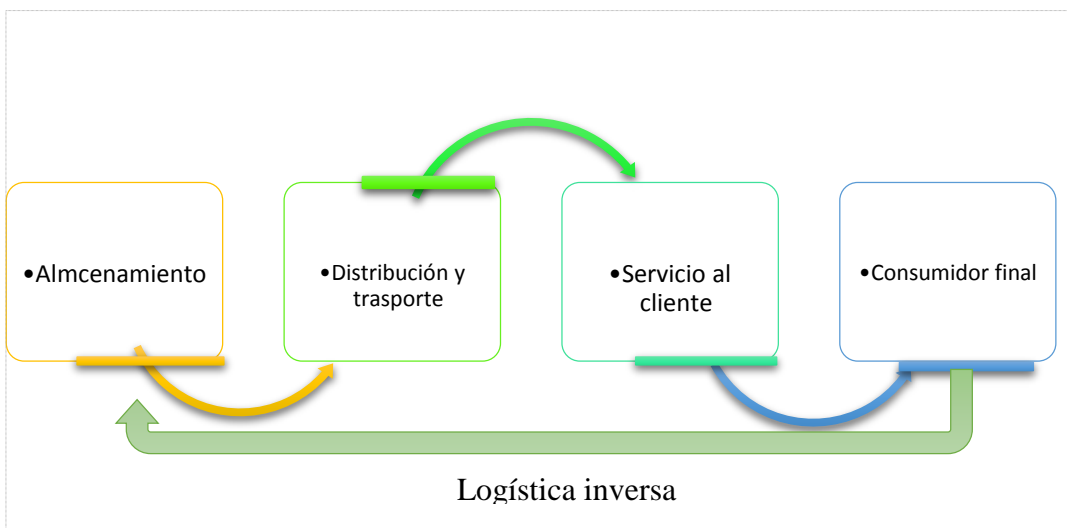 •Almcenamiento
•Distribución y
trasporte
•Servicio al
cliente
•Consumidor final
Logística inversa